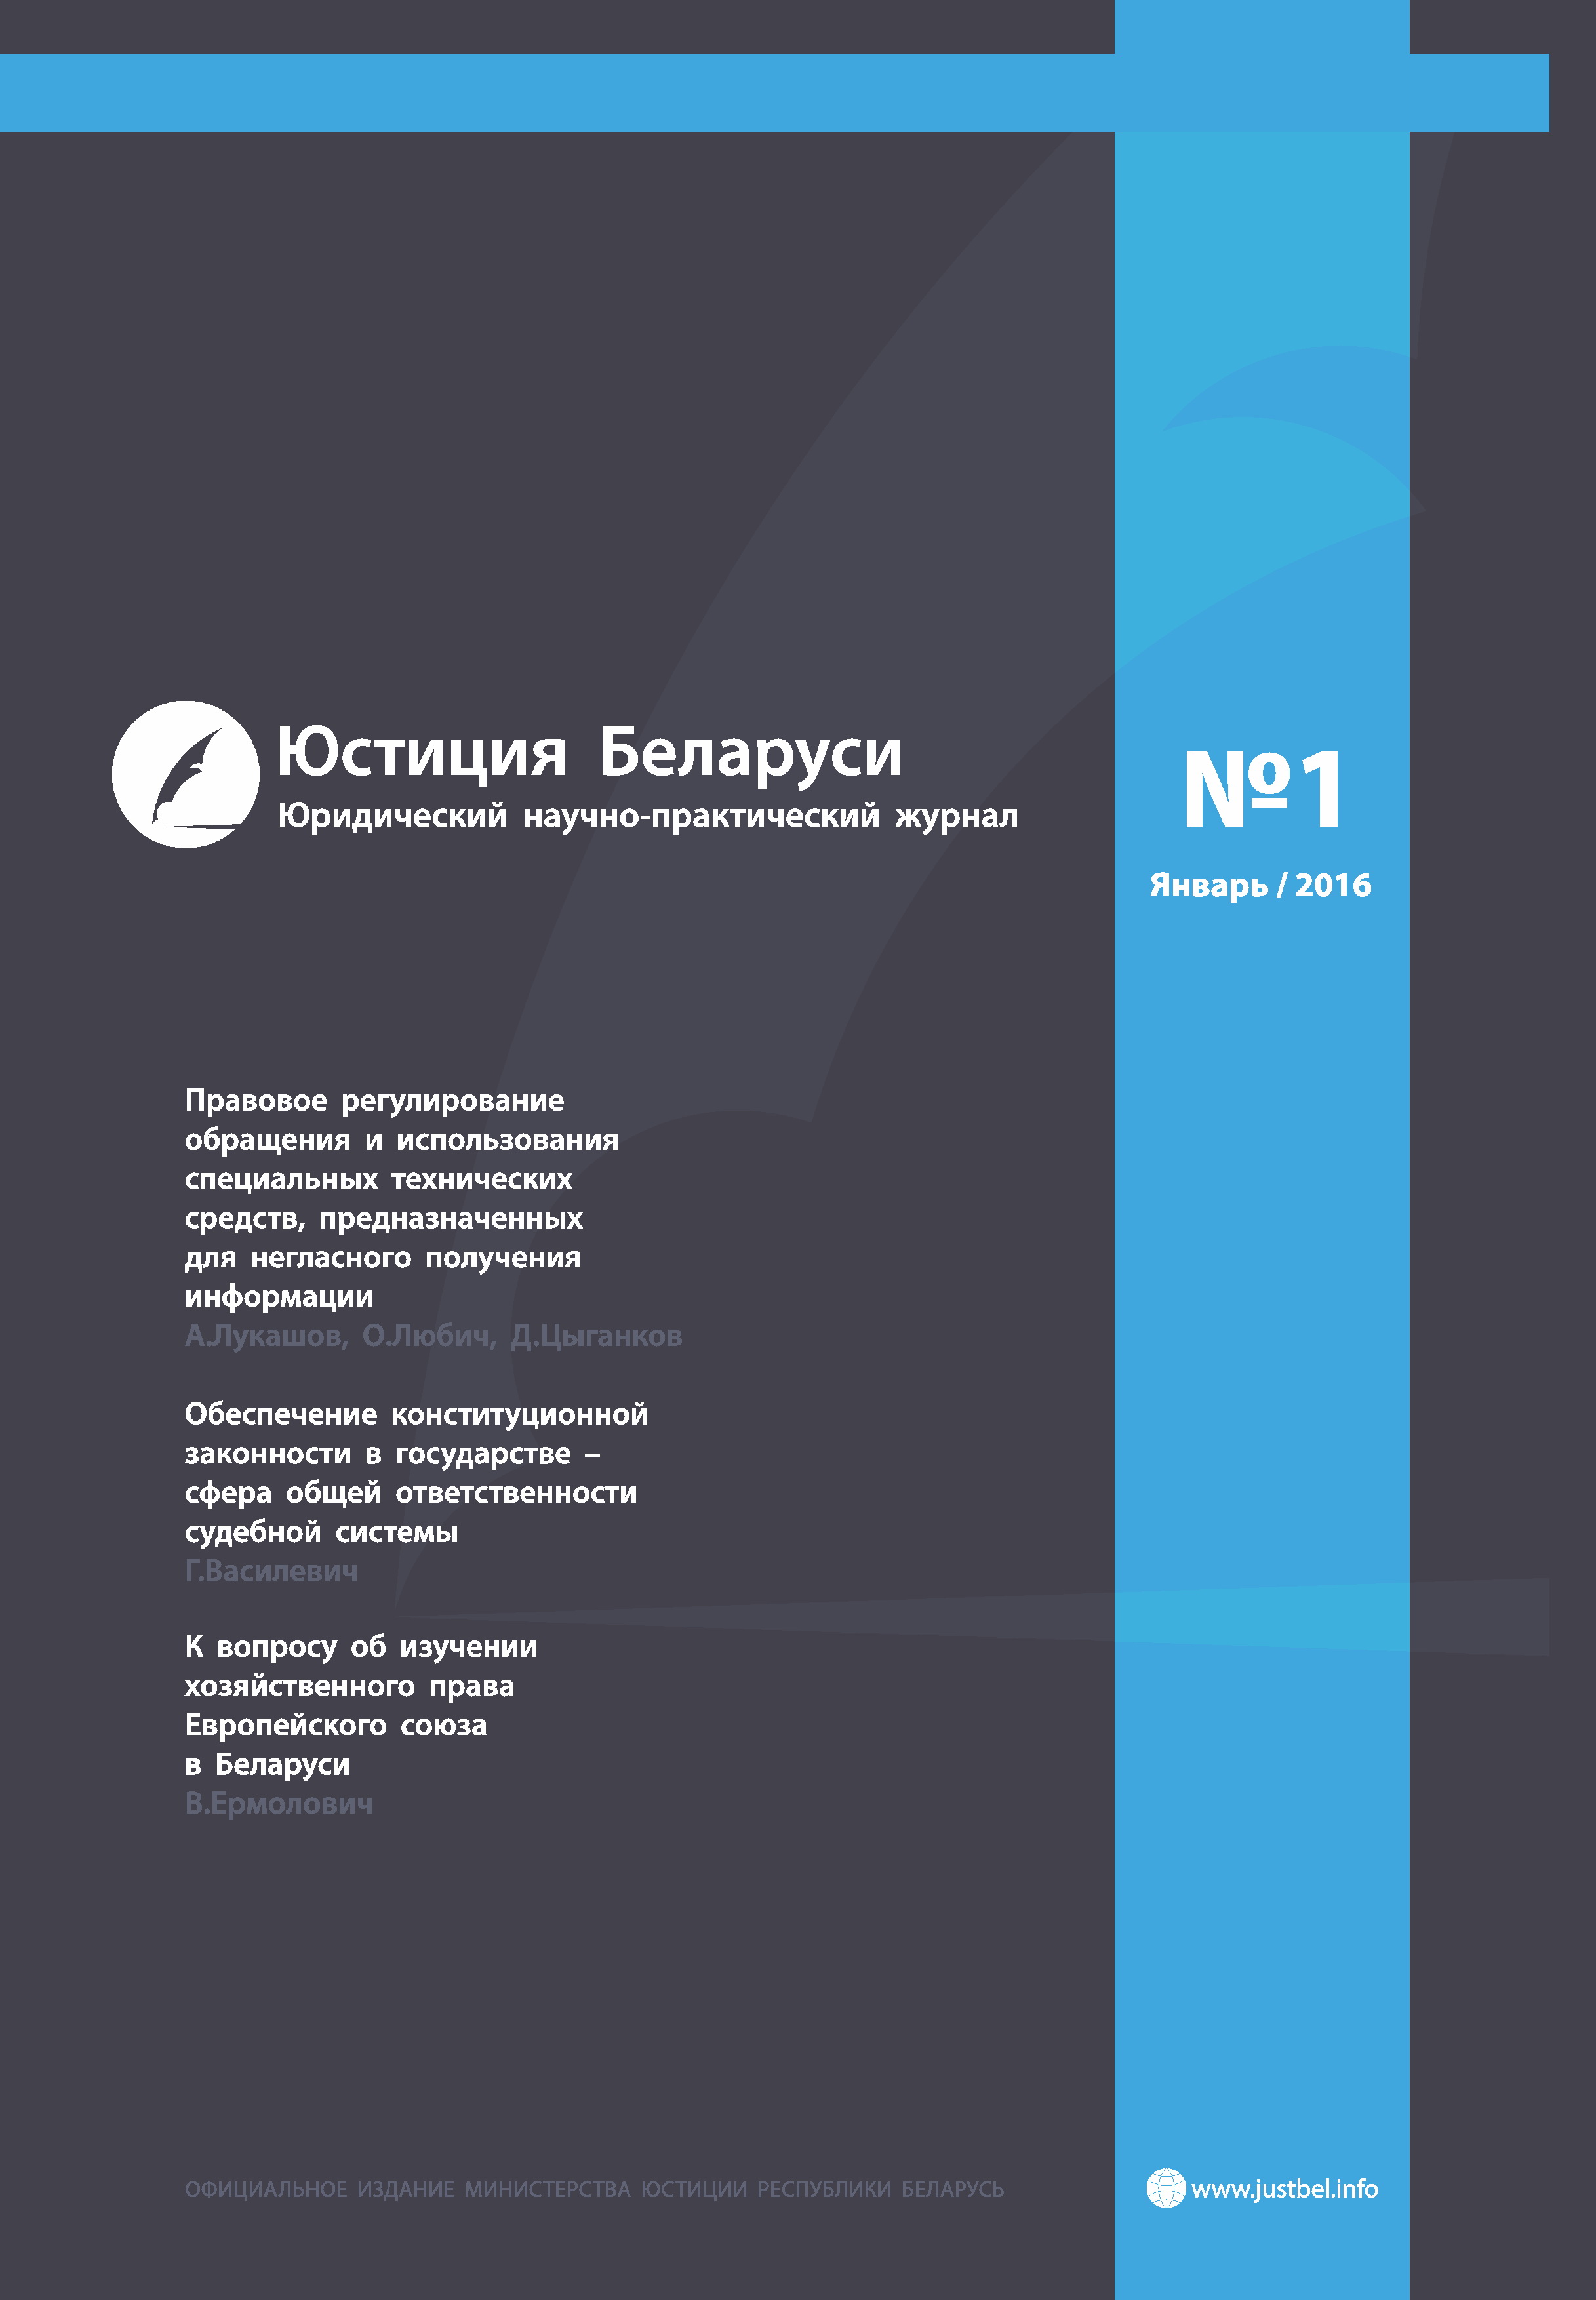 Юстиция Беларуси
Юридический научно-практический журнал
№1
Январь / 2016
Правовое регулирование
обращения и использования
специальных технических
средств, предназначенных
для негласного получения
информации
А.Лукашов, О.Любич, Д.Цыганков
Обеспечение конституционной
законности в государстве –
сфера общей ответственности
судебной системы
Г.Василевич
К вопросу об изучении
хозяйственного права
Европейского союза
в Беларуси
В.Ермолович
ОФИЦИАЛЬНОЕ ИЗДАНИЕ МИНИСТЕРСТВА ЮСТИЦИИ РЕСПУБЛИКИ БЕЛАРУСЬ
www.justbel.info